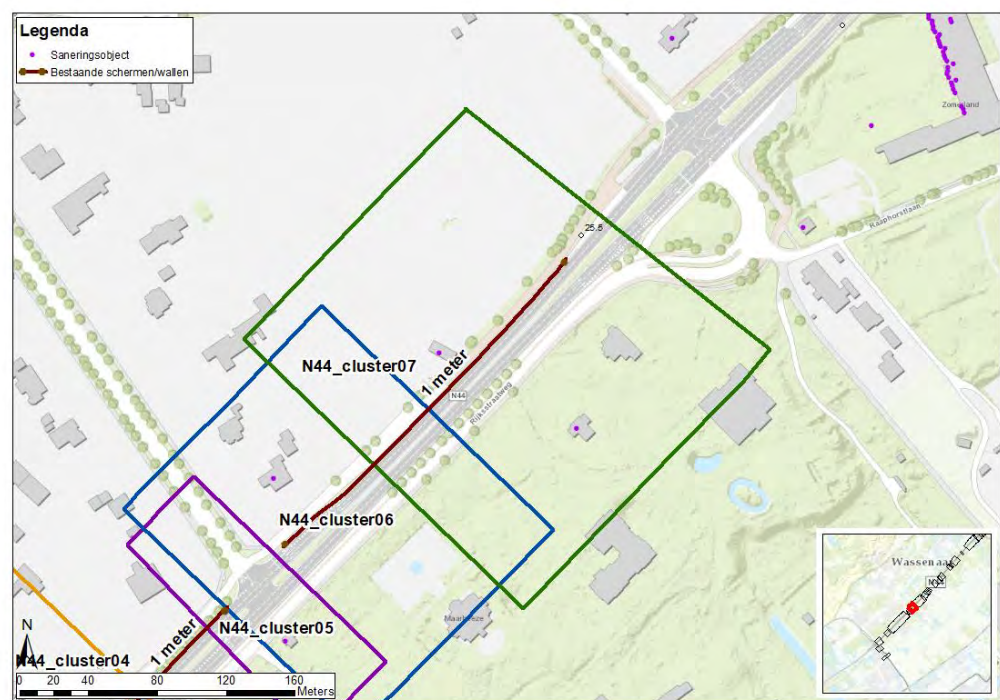 Legenda
Saneringsobject
Bestaande schermen/wallen
Zonneland
25.5
Raaphorstlaan
N44_cluster07
1 meter
N44
Rijksstraatweg
N44_cluster06
Wassenaar
N44_cluster05
1 meter
N
N44_cluster04
0 20 40 80 120 160
Meters